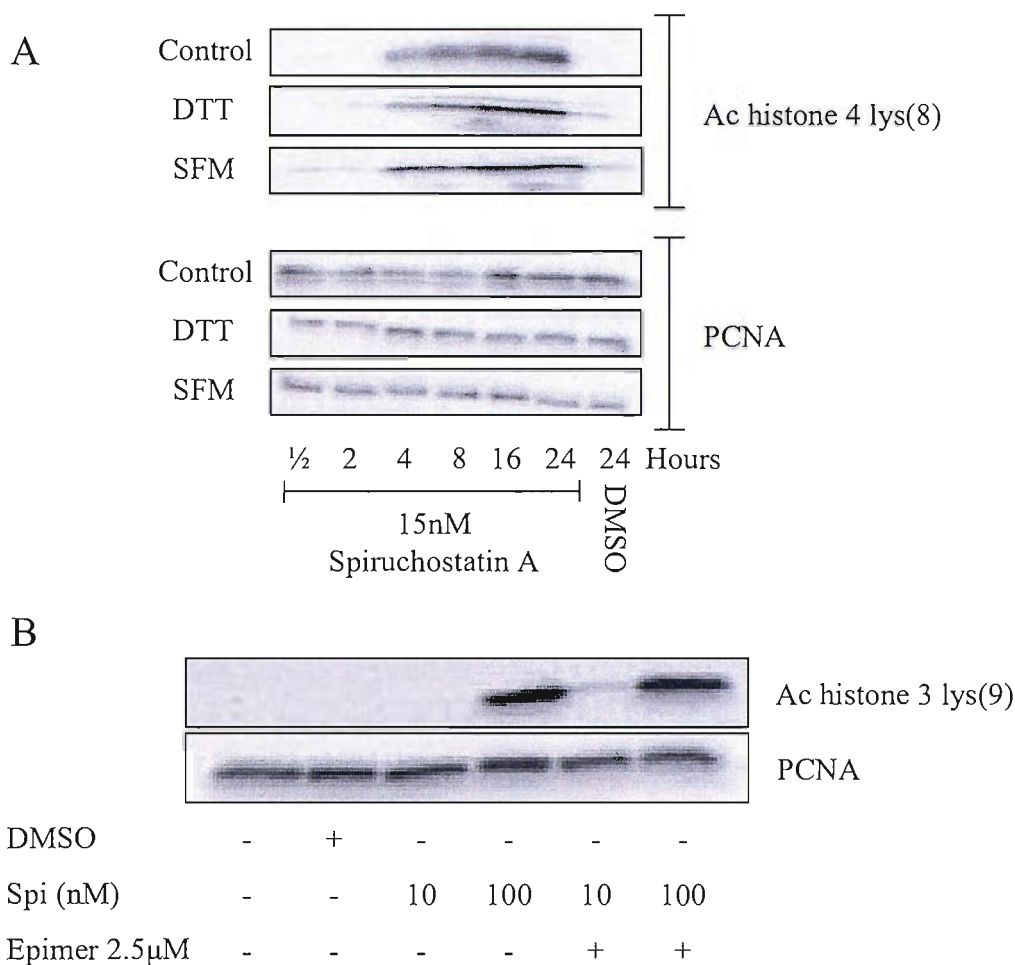 A
Control
DTT
SFM
Ac histone 4 lys(8)
Control
DTT
SFM
PCNA
½ 2 4 8 16 24 24 Hours
15nM
Spiruchostatin A
DMSO
B
Ac histone 3 lys(9)
PCNA
DMSO - + - - - -
Spi (nM) - - 10 100 10 100
Epimer 2.5µM - - - - + +